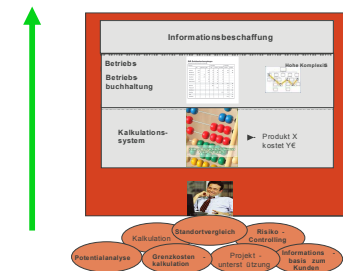 Informationsbeschaffung
Betriebs-
Hohe Komplexität
Betriebs
buchhaltung
Kalkulations-
system
Produkt X
kostet Y€
Standortvergleich
Risiko -
Controlling
Kalkulation
Potentialanalyse
Grenzkosten -
kalkulation
Projekt -
unterst ützung
Informations -
basis zum
Kunden